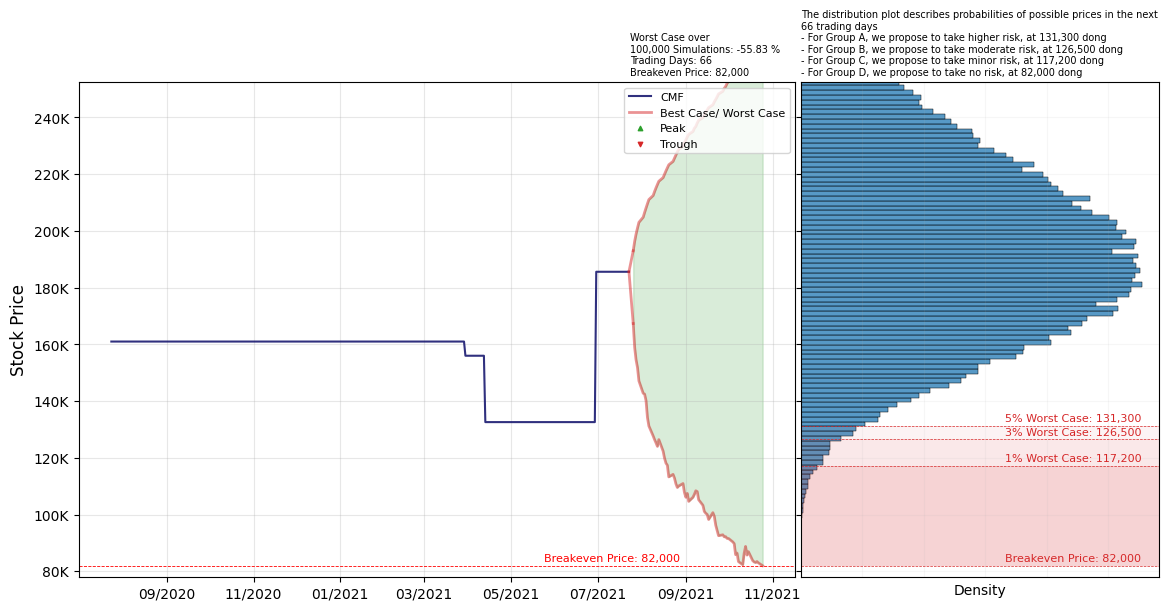 The distribution plot describes probabilities of possible prices in the next
66 trading days
- For Group A, we propose to take higher risk, at 131,300 dong
- For Group B, we propose to take moderate risk, at 126,500 dong
- For Group C, we propose to take minor risk, at 117,200 dong
- For Group D, we propose to take no risk, at 82,000 dong
Worst Case over
100,000 Simulations: -55.83 %
Trading Days: 66
Breakeven Price: 82,000
CMF
Best Case/ Worst Case
Peak
Trough
Stock Price
240K
220K
200K
180K
160K
140K
120K
100K
80K
Breakeven Price: 82,000
09/2020
11/2020
01/2021
03/2021
05/2021
07/2021
09/2021
11/2021
5% Worst Case: 131,300
3% Worst Case: 126,500
1% Worst Case: 117,200
Breakeven Price: 82,000
Density